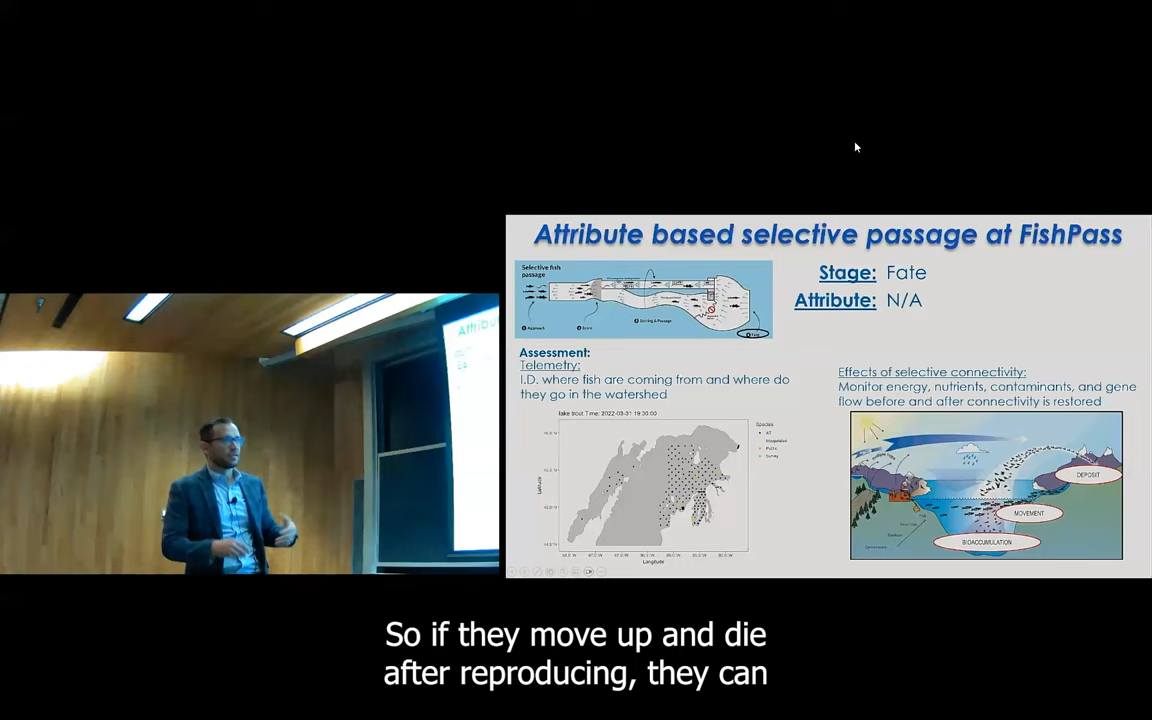 Attribute based selective passage at FishPass
Selective fish
passage
Stage: Fate
Attribute: N/A
Assessment:
Telemetry:
I.D. where fish are coming from and where do
they go in the watershed
Effects of selective connectivity:
Monitor energy, nutrients, contaminants, and gene
flow before and after connectivity is restored
lake trout Time: 2022-03-31 19:30:00
Species
Latitude
Longitude
DEPOSIT
MOVEMENT
BIOACCUMULATION
Attribu
So if they move up and die
after reproducing, they can